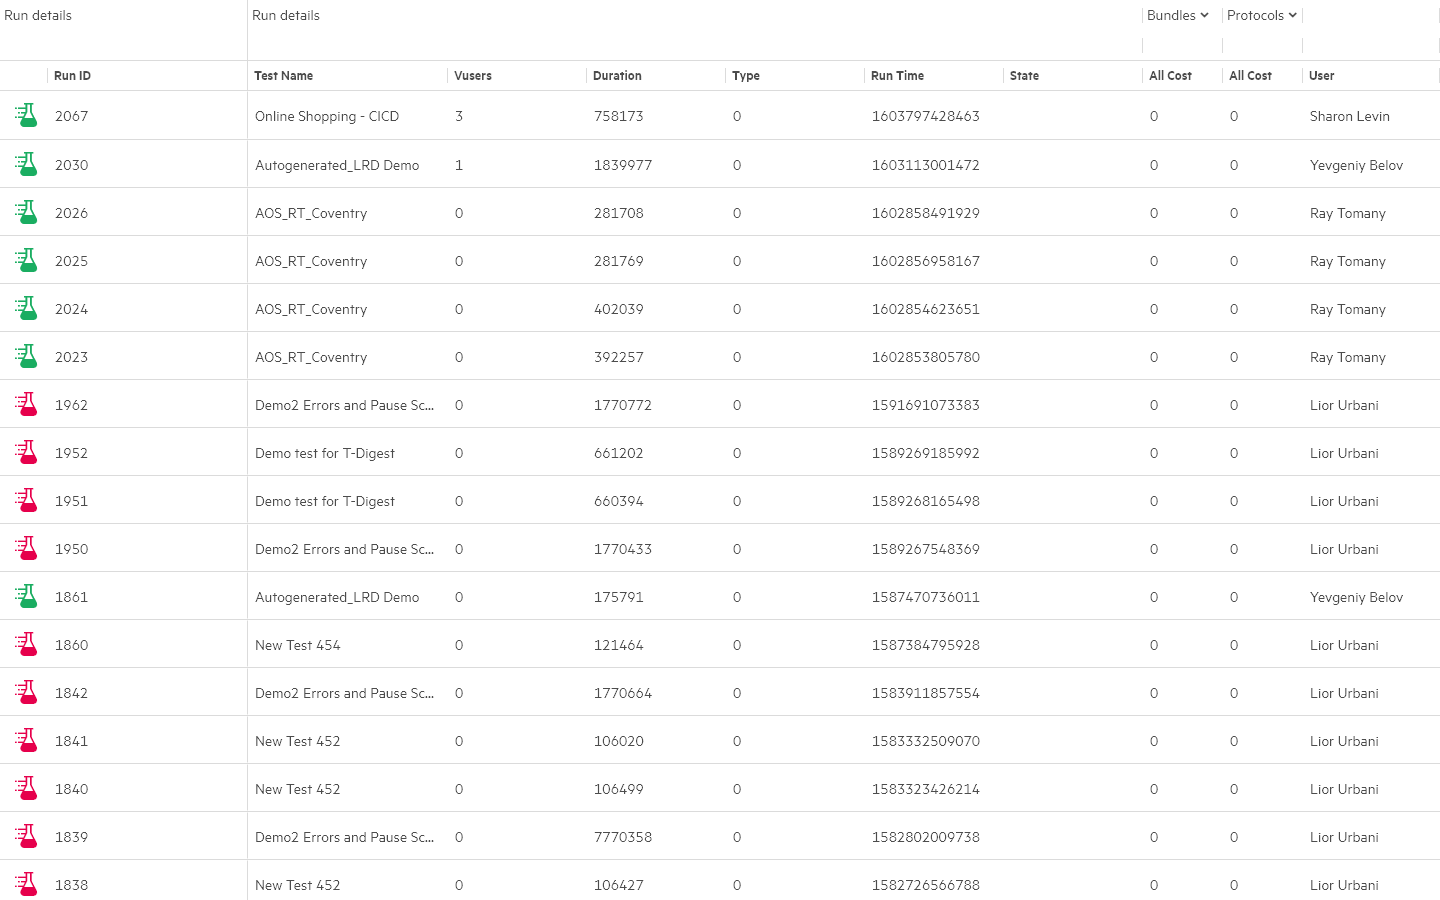 Run details Run details Bundles Protocols
Run ID Test Name Vusers Duration Type Run Time State All Cost All Cost User
2067 Online Shopping - CICD 3 758173 0 1603797428463 0 0 Sharon Levin
2030 Autogenerated_LRD Demo 1 1839977 0 1603113001472 0 0 Yevgeniy Belov
2026 AOS_RT_Coventry 0 281708 0 1602858491929 0 0 Ray Tomany
2025 AOS_RT_Coventry 0 281769 0 1602856958167 0 0 Ray Tomany
2024 AOS_RT_Coventry 0 402039 0 1602854623651 0 0 Ray Tomany
2023 AOS_RT_Coventry 0 392257 0 1602853805780 0 0 Ray Tomany
1962 Demo2 Errors and Pause Sc... 0 1770772 0 1591691073383 0 0 Lior Urbani
1952 Demo test for T-Digest 0 661202 0 1589269185992 0 0 Lior Urbani
1951 Demo test for T-Digest 0 660394 0 1589268165498 0 0 Lior Urbani
1950 Demo2 Errors and Pause Sc... 0 1770433 0 1589267548369 0 0 Lior Urbani
1861 Autogenerated_LRD Demo 0 175791 0 1587470736011 0 0 Yevgeniy Belov
1860 New Test 454 0 121464 0 1587384795928 0 0 Lior Urbani
1842 Demo2 Errors and Pause Sc... 0 1770664 0 1583911857554 0 0 Lior Urbani
1841 New Test 452 0 106020 0 1583332509070 0 0 Lior Urbani
1840 New Test 452 0 106499 0 1583323426214 0 0 Lior Urbani
1839 Demo2 Errors and Pause Sc... 0 7770358 0 1582802009738 0 0 Lior Urbani
1838 New Test 452 0 106427 0 1582726566788 0 0 Lior Urbani